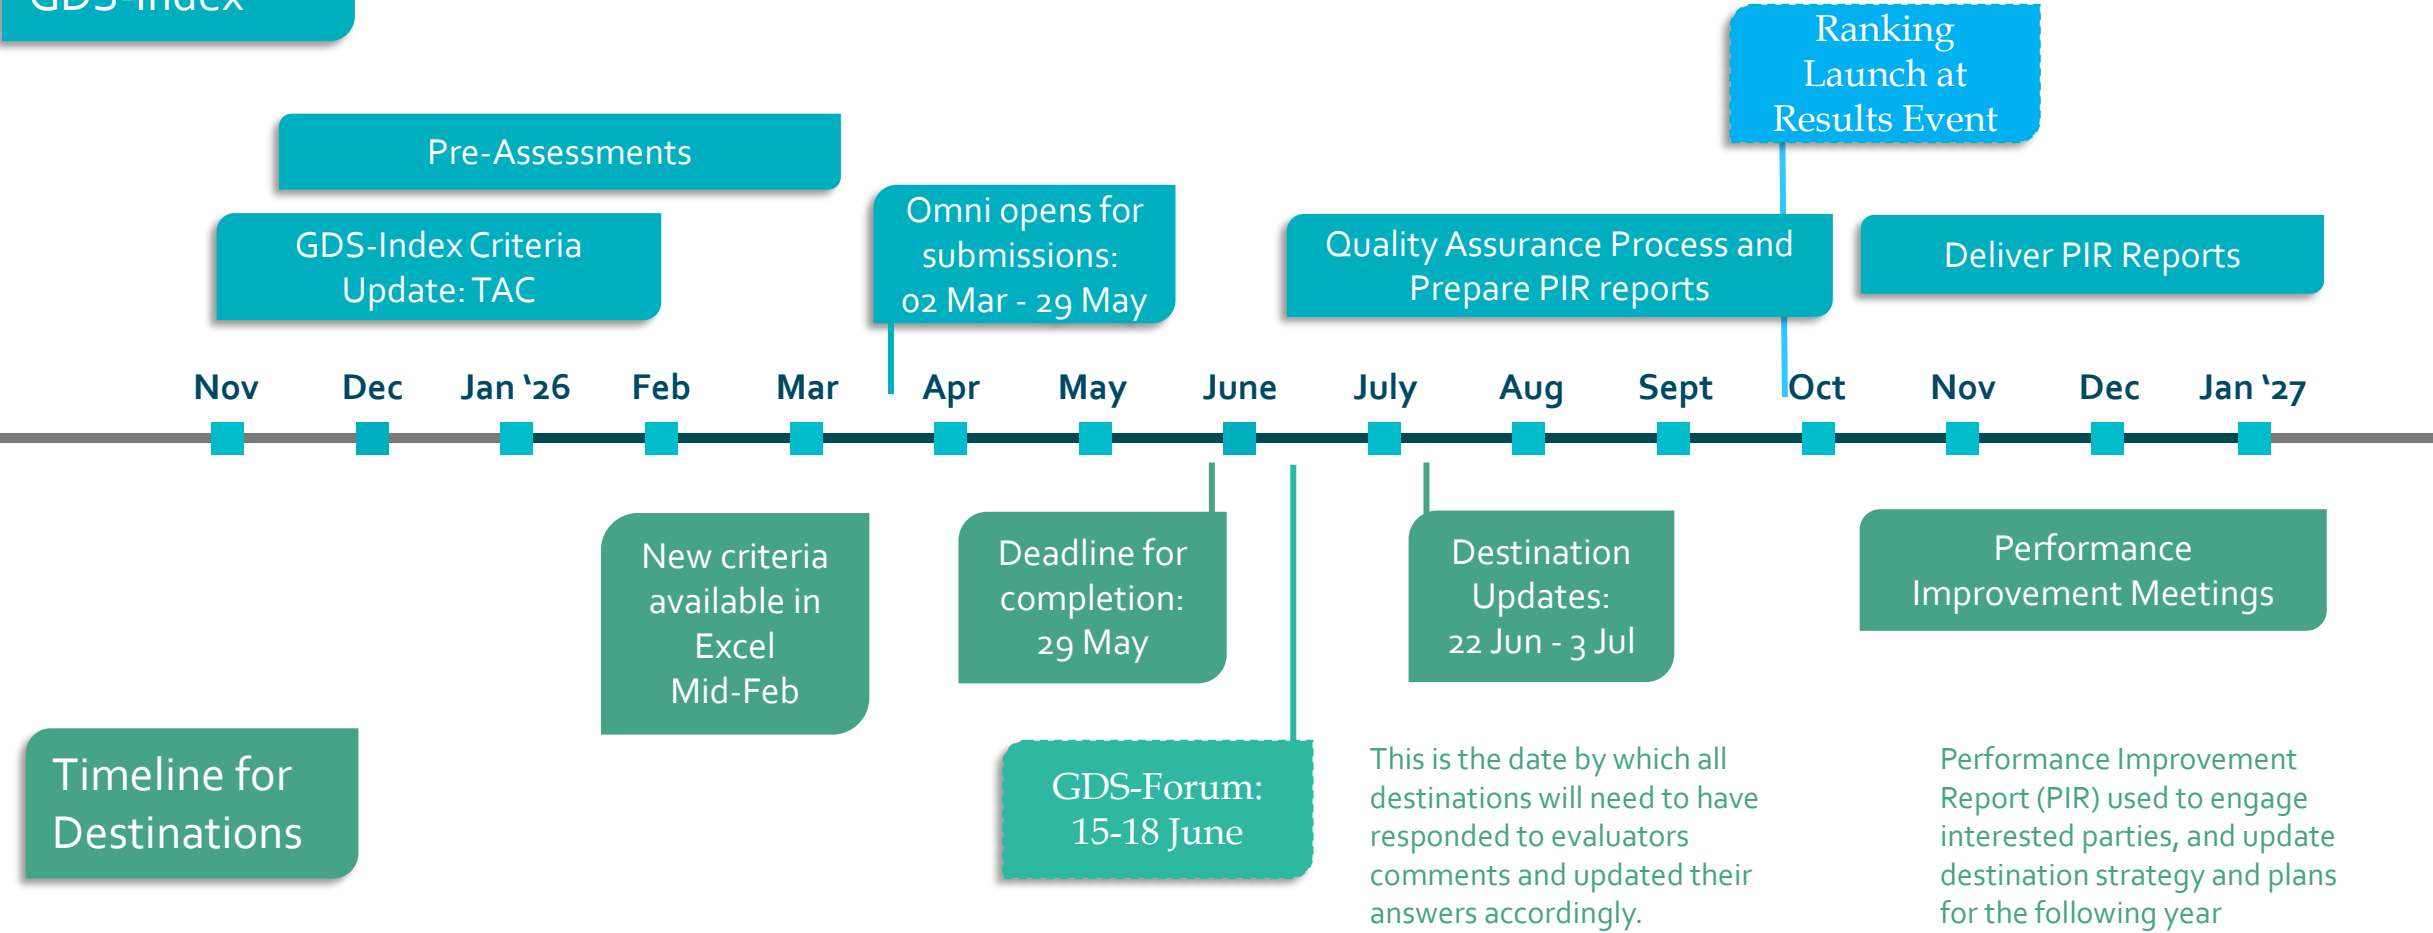 GDS-Index
Ranking
Launch at
Results Event
Pre-Assessments
GDS-Index Criteria
Update: TAC
Omni opens for
submissions:
02 Mar - 29 May
Quality Assurance Process and
Prepare PIR reports
Deliver PIR Reports
Nov Dec Jan ‘26 Feb Mar Apr May June July Aug Sept Oct Nov Dec Jan ‘27
New criteria
available in
Excel
Mid-Feb
Deadline for
completion:
29 May
Destination
Updates:
22 Jun - 3 Jul
Performance
Improvement Meetings
Timeline for
Destinations
GDS-Forum:
15-18 June
This is the date by which all
destinations will need to have
responded to evaluators
comments and updated their
answers accordingly.
Performance Improvement
Report (PIR) used to engage
interested parties, and update
destination strategy and plans
for the following year